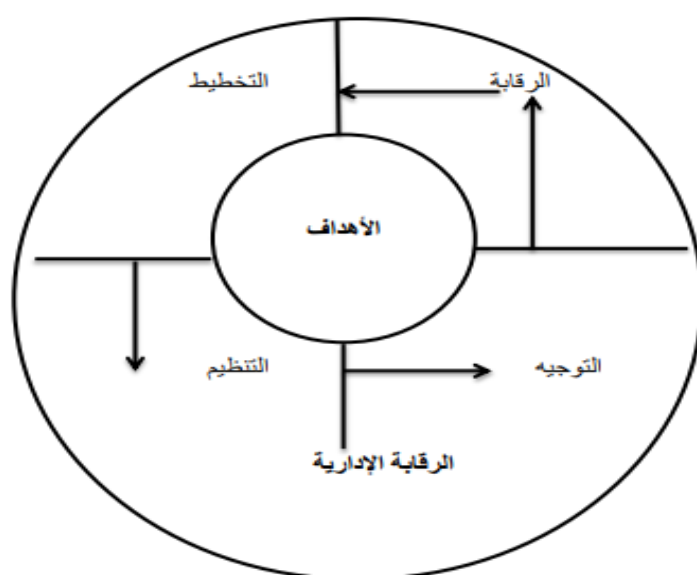 الرقابة
التخطيط
الأهداف
التوجيه
التنظيم
الرقابة الإدارية